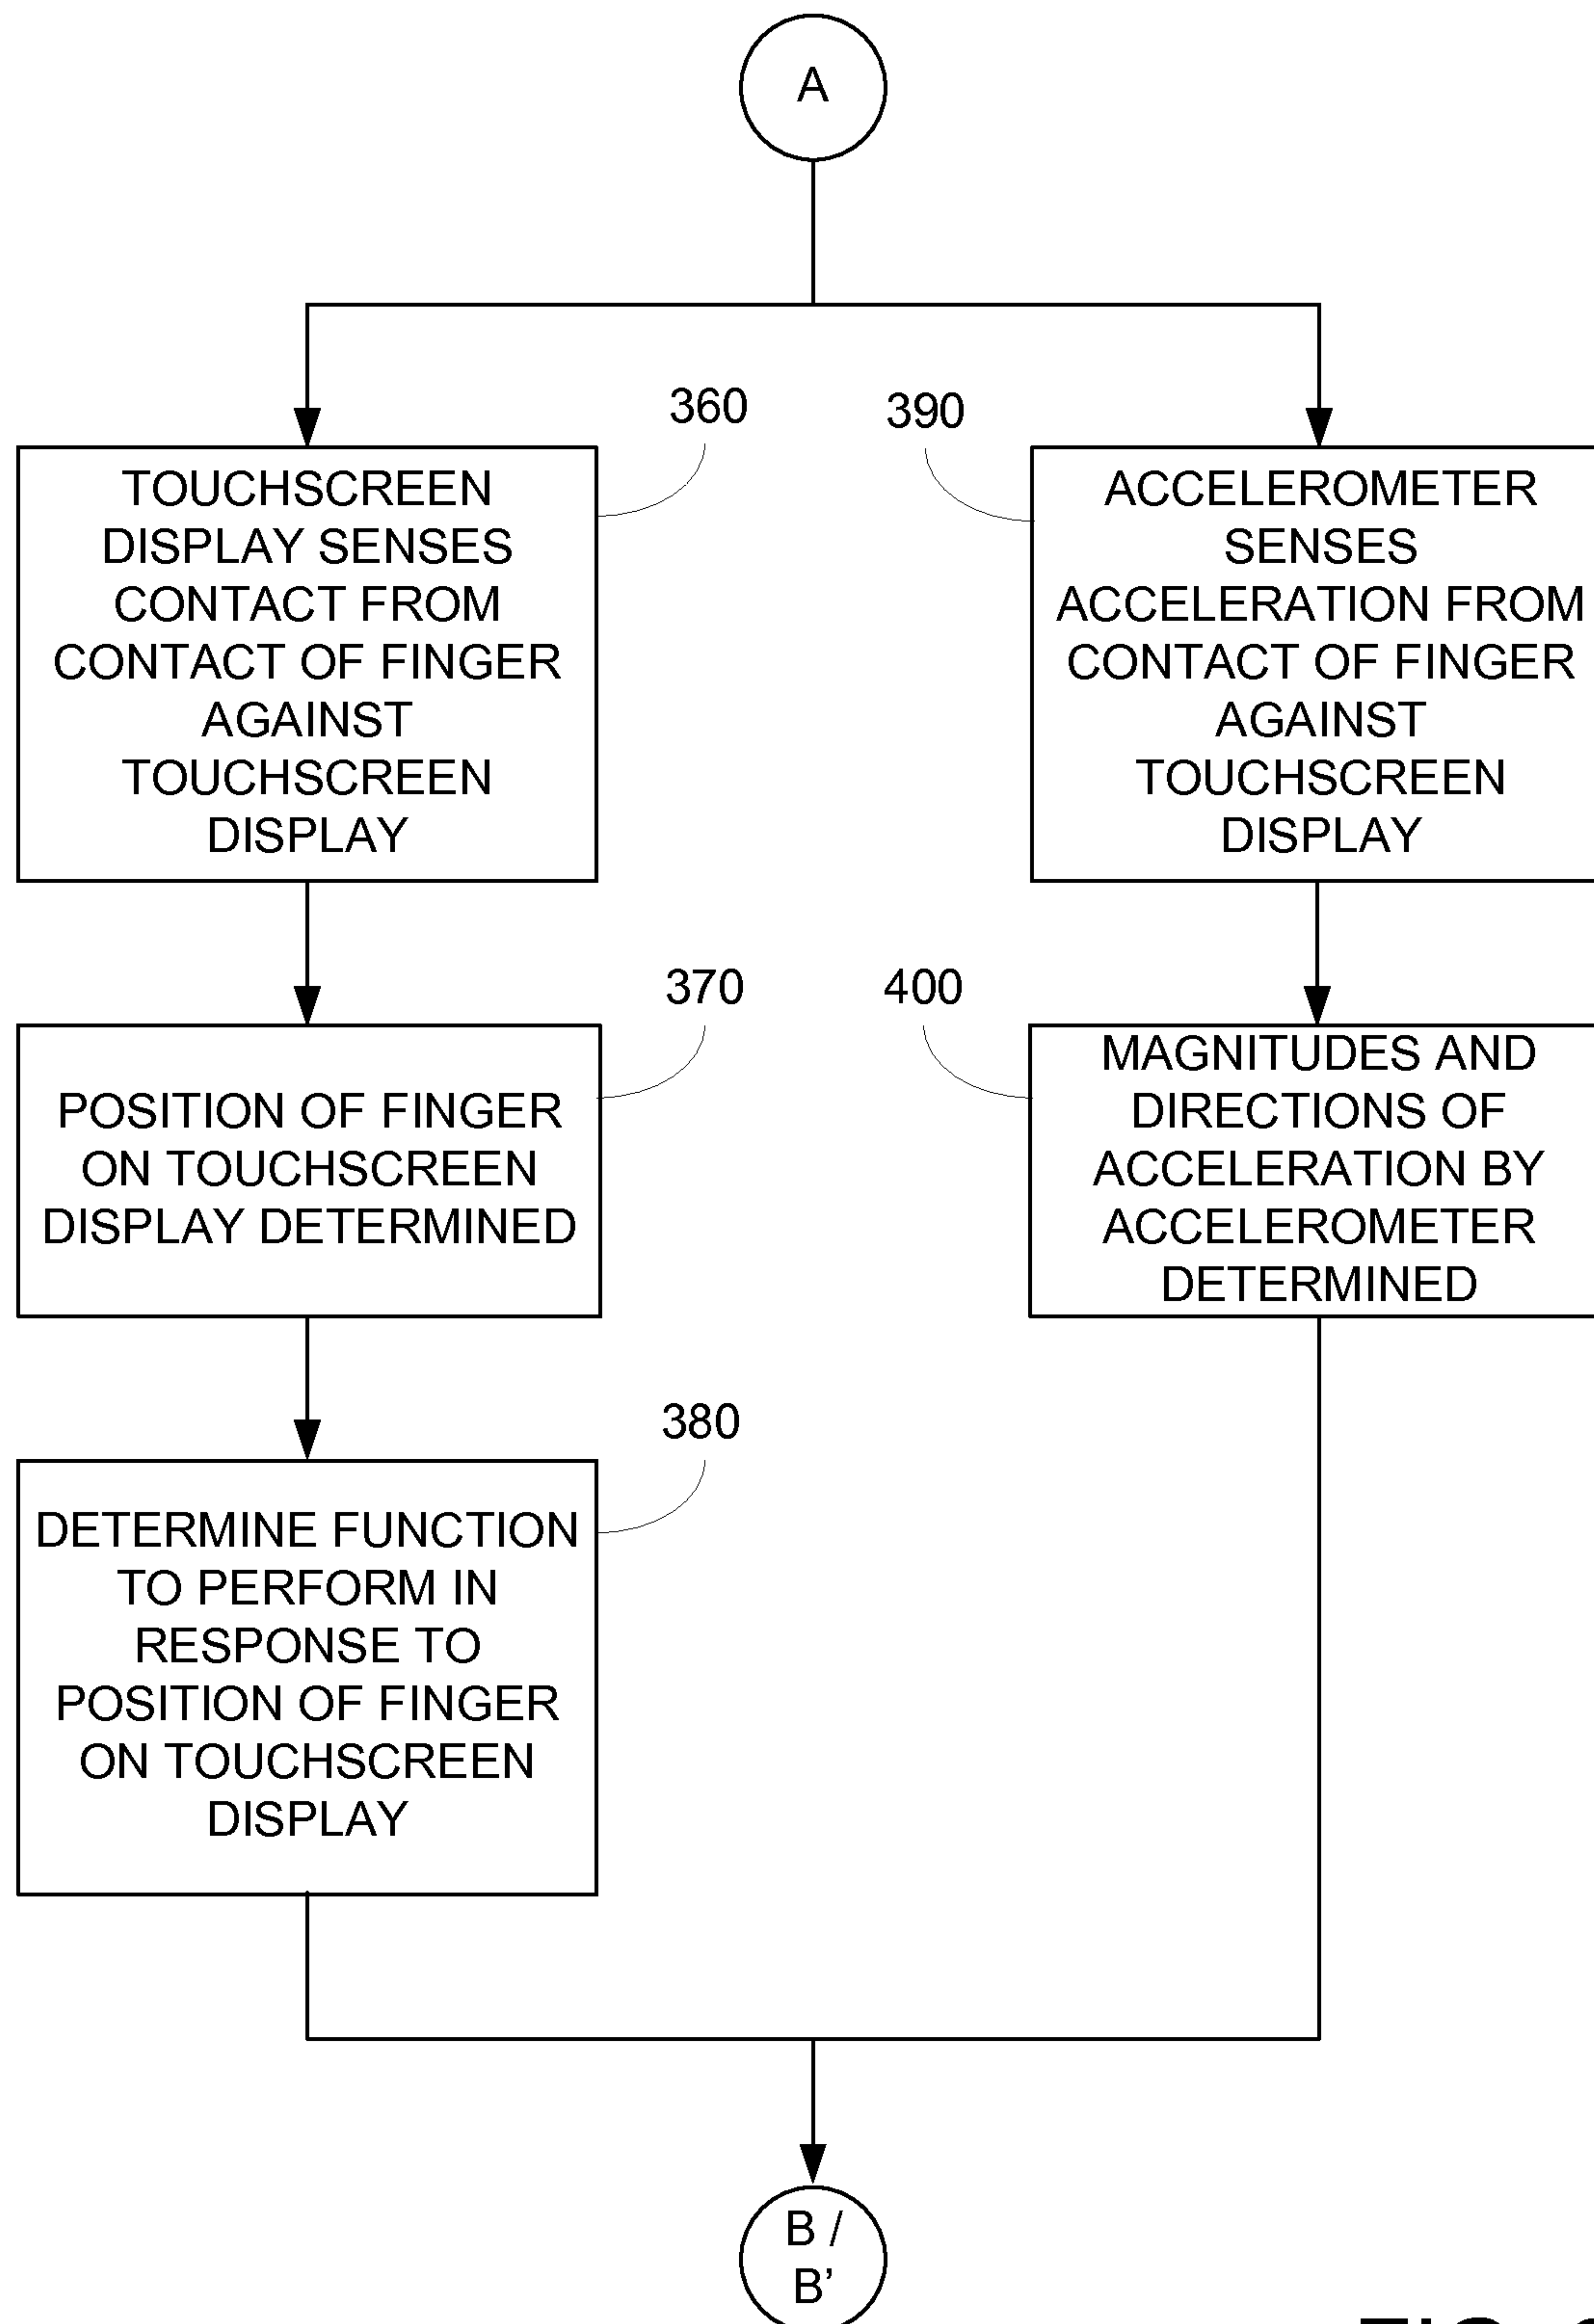 A
360
390
TOUCHSCREEN
DISPLAY SENSES
CONTACT FROM
CONTACT OF FINGER
AGAINST
TOUCHSCREEN
DISPLAY
ACCELEROMETER
SENSES
ACCELERATION FROM
CONTACT OF FINGER
AGAINST
TOUCHSCREEN
DISPLAY
370
400
POSITION OF FINGER
ON TOUCHSCREEN
DISPLAY DETERMINED
MAGNITUDES AND
DIRECTIONS OF
ACCELERATION BY
ACCELEROMETER
DETERMINED
380
DETERMINE FUNCTION
TO PERFORM IN
RESPONSE TO
POSITION OF FINGER
ON TOUCHSCREEN
DISPLAY
B /
B’